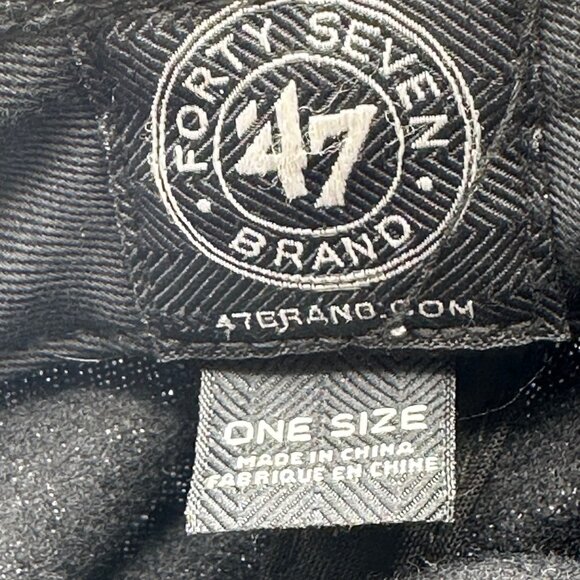 FORTY SEVEN
'47
BRAND
47BRAND.COM
ONE SIZE
MADE IN CHINA
FABRIQUE EN CHINE